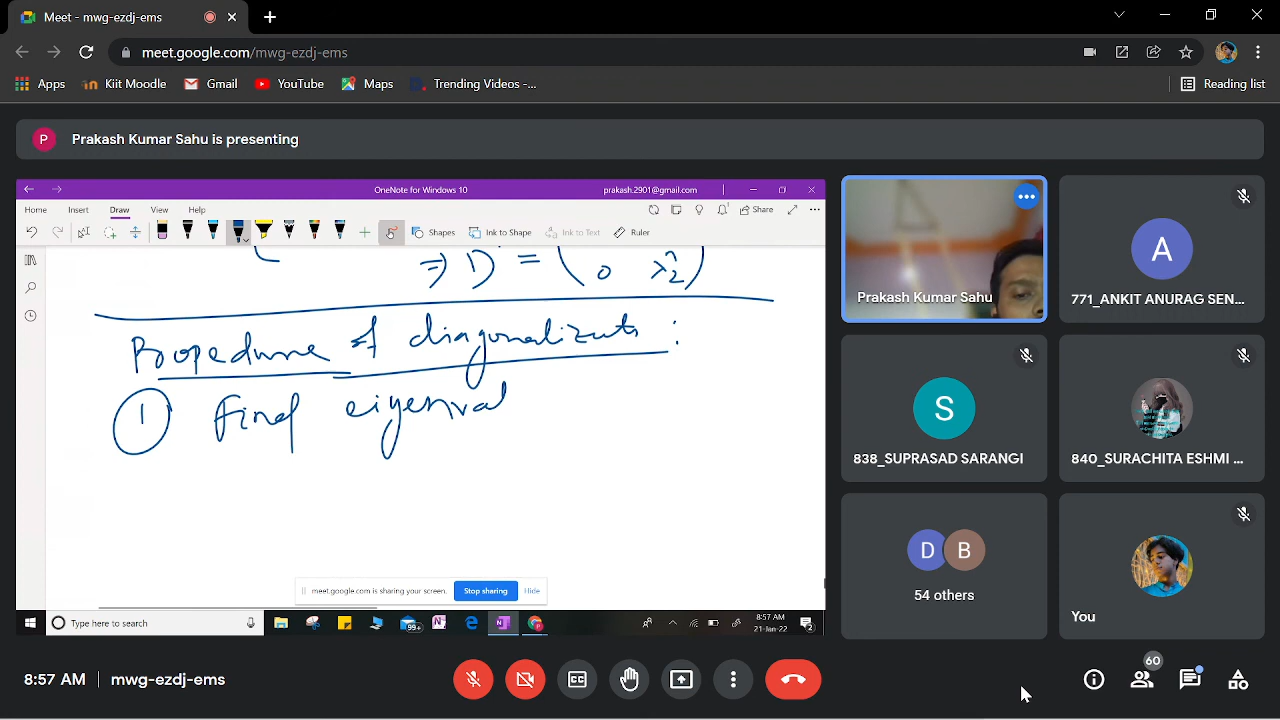 Meet - mwg-ezdj-ems
meet.google.com/mwg-ezdj-ems
Apps Kiit Moodle Gmail YouTube Maps Trending Videos -... Reading list
P Prakash Kumar Sahu is presenting
OneNote for Windows 10 prakash.2901@gmail.com
Home Insert Draw View Help Share
Shapes Ink to Shape Ink to Text Ruler
=> D = ( 0 λ2 )
Propedune of diagonalizats :
1 Find eigenval
meet.google.com is sharing your screen. Stop sharing Hide
Type here to search 99+ 8:57 AM
21-Jan-22 2
Prakash Kumar Sahu
A
771_ANKIT ANURAG SEN...
S
838_SUPRASAD SARANGI
840_SURACHITA ESHMI ...
D B
54 others
You
8:57 AM mwg-ezdj-ems 60